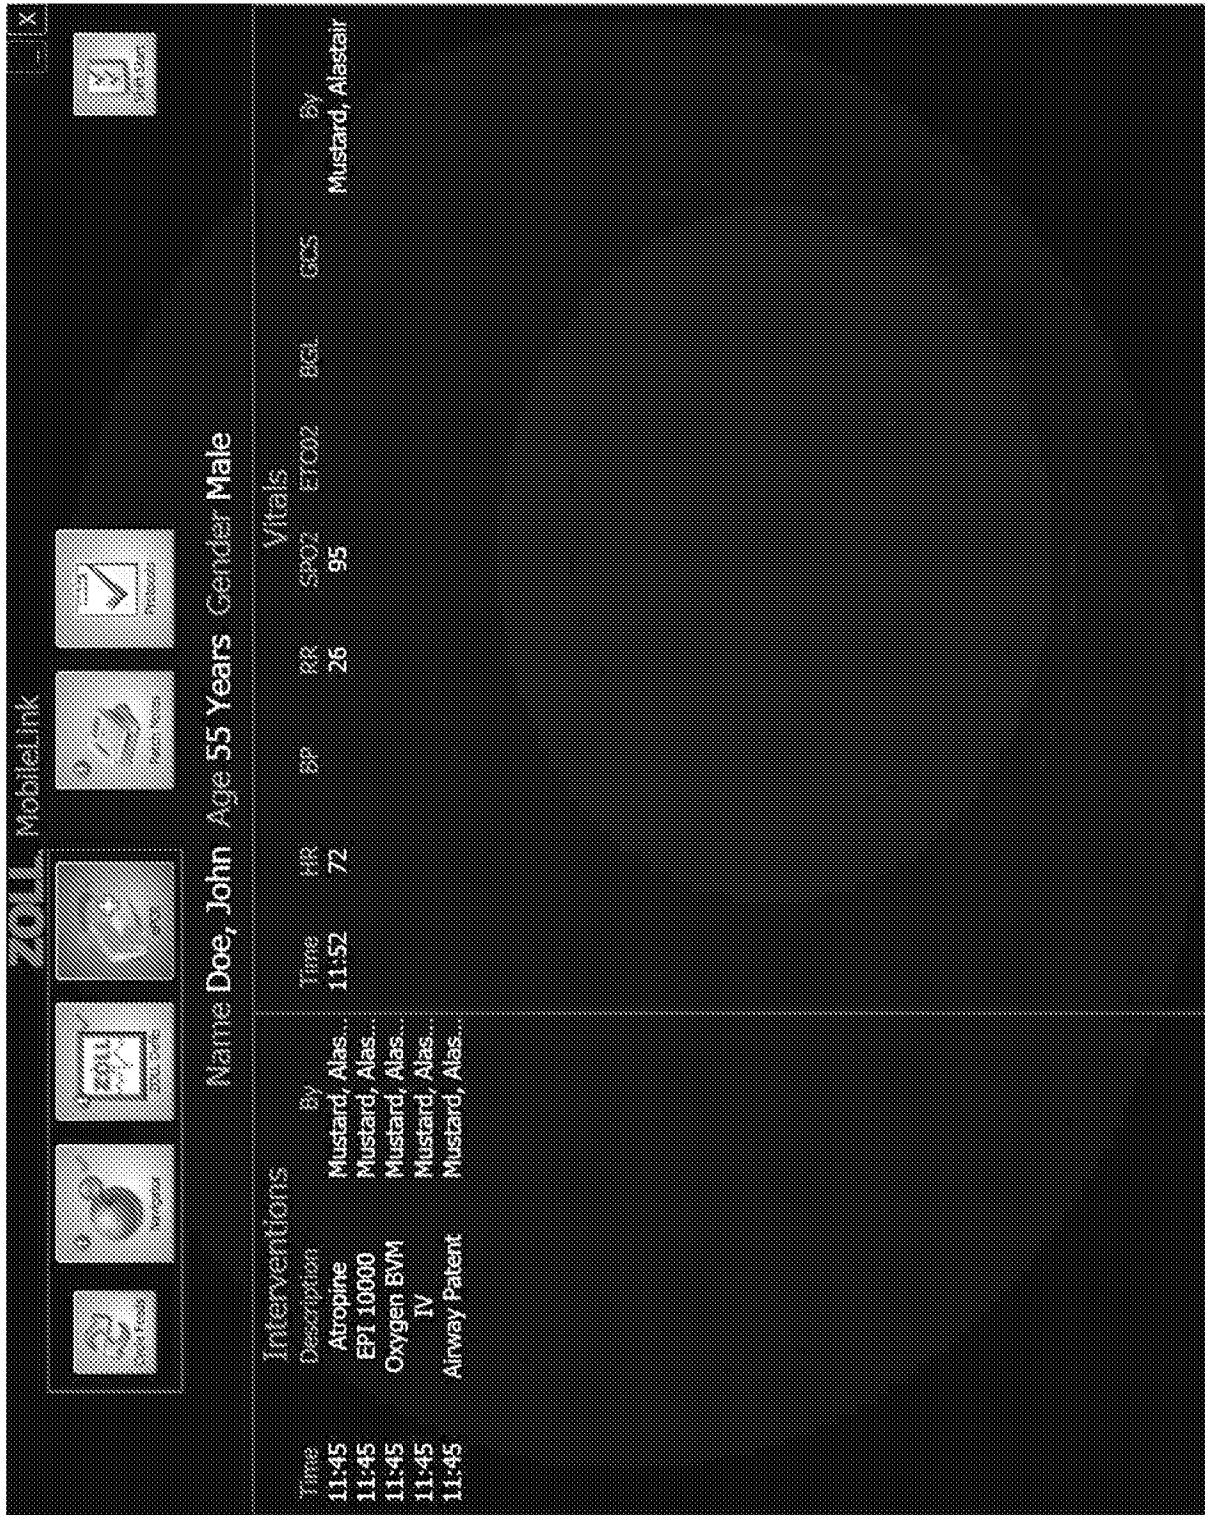 ZOLL MobileLink
_ X
ZOLL
Protocol
Name Doe, John Age 55 Years Gender Male
Interventions
Time Description By
11:45 Atropine Mustard, Alas...
11:45 EPI 10000 Mustard, Alas...
11:45 Oxygen BVM Mustard, Alas...
11:45 IV Mustard, Alas...
11:45 Airway Patent Mustard, Alas...
Vitals
Time HR BP RR SPO2 ETCO2 BGL GCS By
11:52 72 26 95 Mustard, Alastair